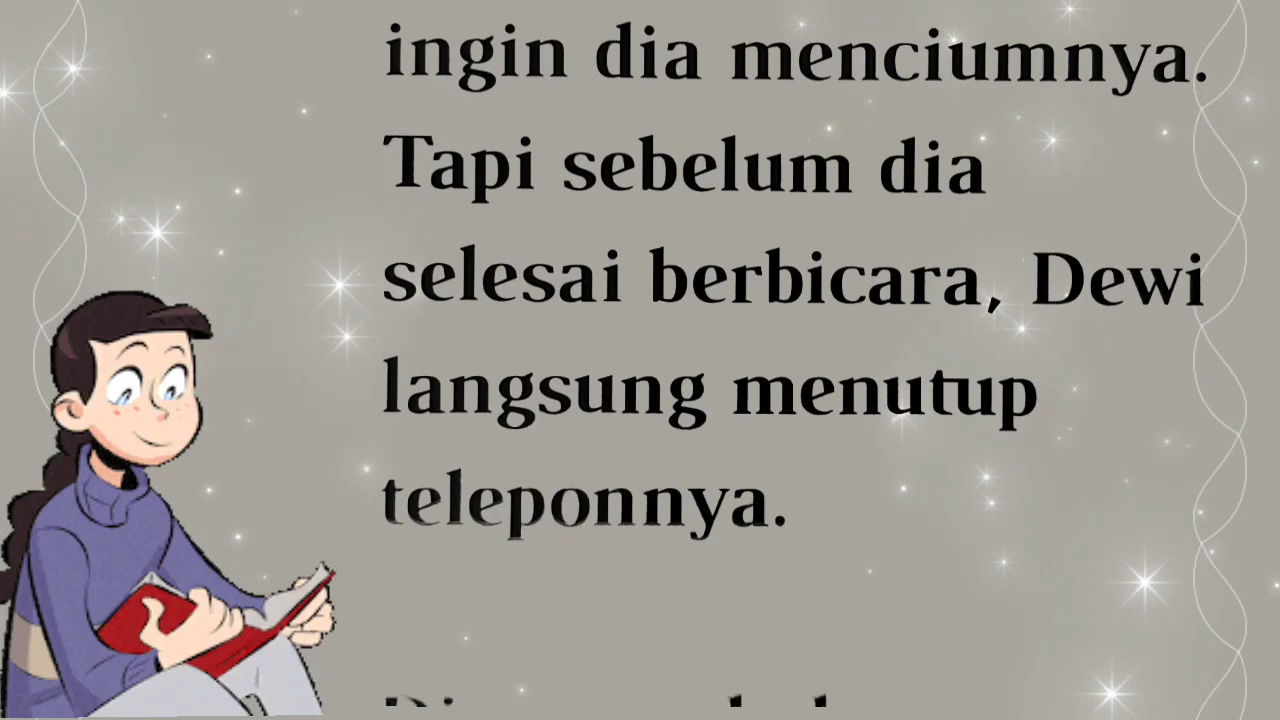 ingin dia menciumnya.
Tapi sebelum dia
selesai berbicara, Dewi
langsung menutup
teleponnya.